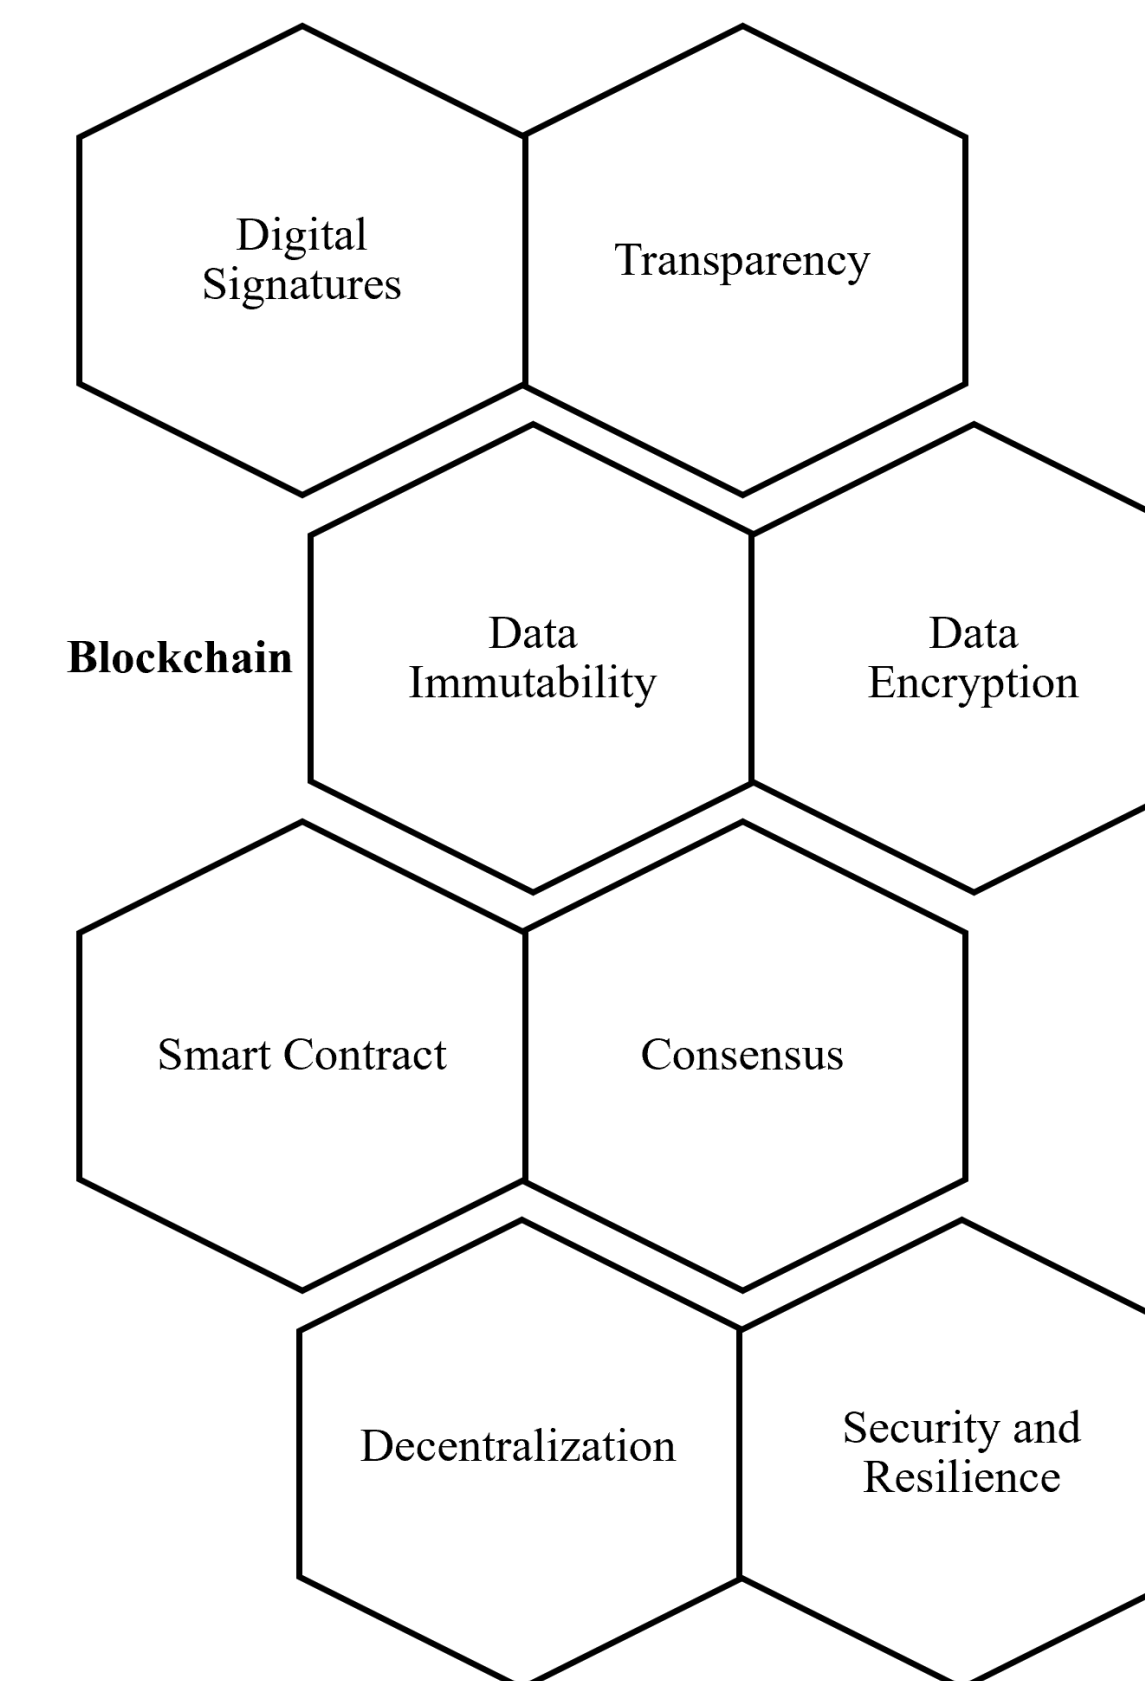 Digital
Signatures
Transparency
Blockchain
Data
Immutability
Data
Encryption
Smart Contract
Consensus
Decentralization
Security and
Resilience